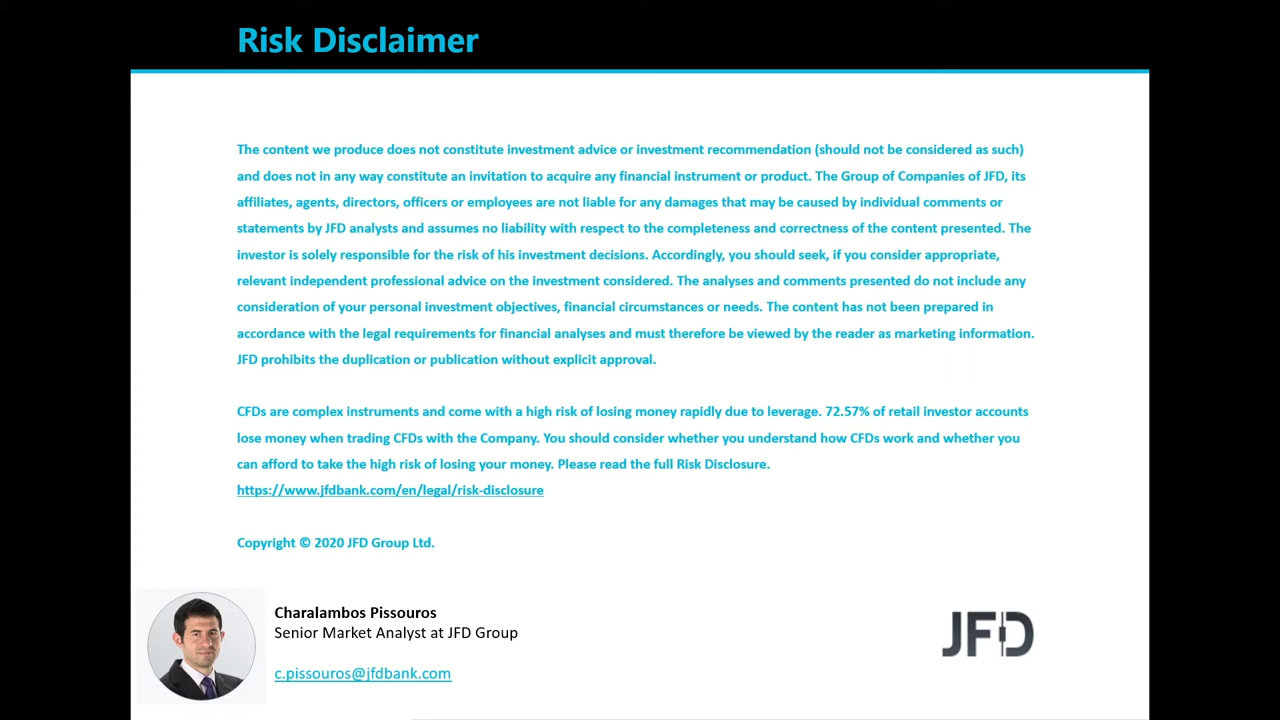 Risk Disclaimer
The content we produce does not constitute investment advice or investment recommendation (should not be considered as such)
and does not in any way constitute an invitation to acquire any financial instrument or product. The Group of Companies of JFD, its
affiliates, agents, directors, officers or employees are not liable for any damages that may be caused by individual comments or
statements by JFD analysts and assumes no liability with respect to the completeness and correctness of the content presented. The
investor is solely responsible for the risk of his investment decisions. Accordingly, you should seek, if you consider appropriate,
relevant independent professional advice on the investment considered. The analyses and comments presented do not include any
consideration of your personal investment objectives, financial circumstances or needs. The content has not been prepared in
accordance with the legal requirements for financial analyses and must therefore be viewed by the reader as marketing information.
JFD prohibits the duplication or publication without explicit approval.
CFDs are complex instruments and come with a high risk of losing money rapidly due to leverage. 72.57% of retail investor accounts
lose money when trading CFDs with the Company. You should consider whether you understand how CFDs work and whether you
can afford to take the high risk of losing your money. Please read the full Risk Disclosure.
https://www.jfdbank.com/en/legal/risk-disclosure
Copyright © 2020 JFD Group Ltd.
Charalambos Pissouros
Senior Market Analyst at JFD Group
c.pissouros@jfdbank.com
JFD